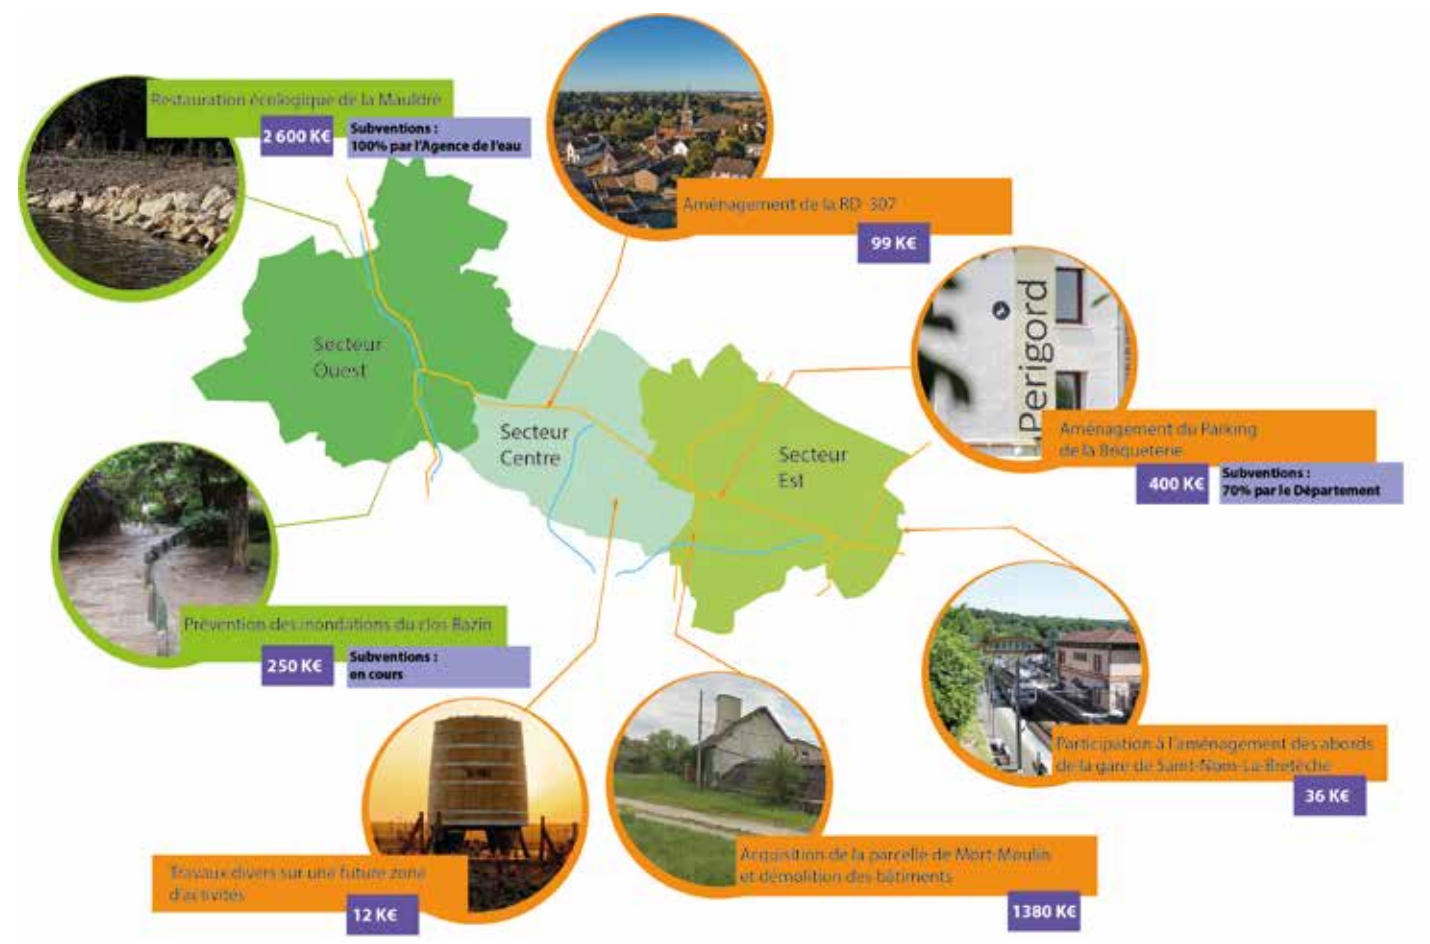 Restauration écologique de la Mauldre
2 600 K€
Subventions :
100% par l'Agence de l'eau
Aménagement de la RD 307
99 K€
Perigord
Aménagement du Parking
de la Briqueterie
400 K€
Subventions :
70% par le Département
Secteur
Ouest
Secteur
Centre
Secteur
Est
Prévention des inondations du clos Bazin
250 K€
Subventions :
en cours
Participation à l'aménagement des abords
de la gare de Saint-Nom-La-Bretèche
36 K€
Travaux divers sur une future zone
d'activités
12 K€
Acquisition de la parcelle de Mort-Moulin
et démolition des bâtiments
1380 K€